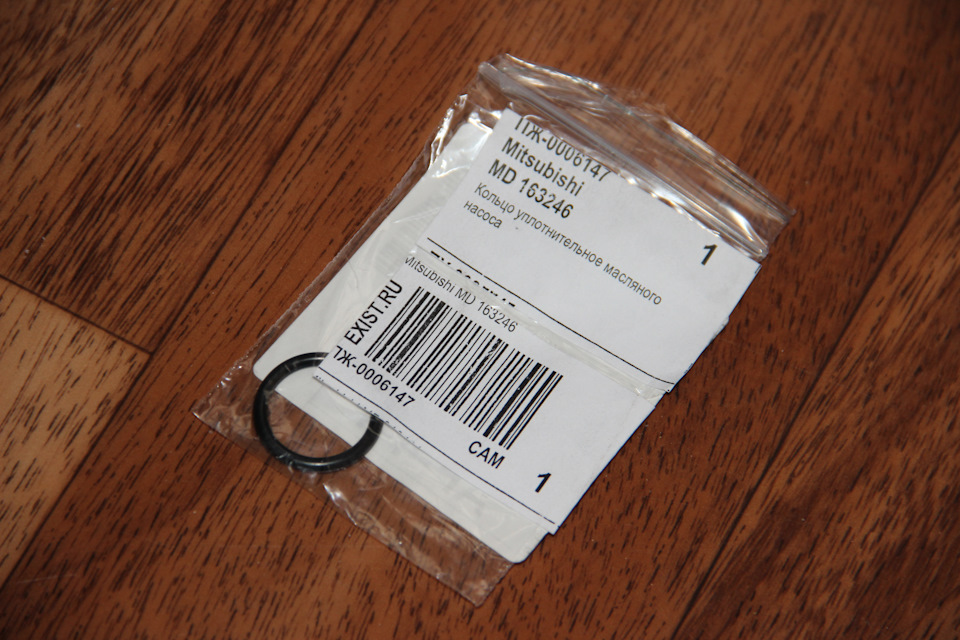 ПЖ-0006147
Mitsubishi
MD 163246
Кольцо уплотнительное масляного
насоса
1
Mitsubishi MD 163246
EXIST.RU
ПЖ-0006147
САМ
1